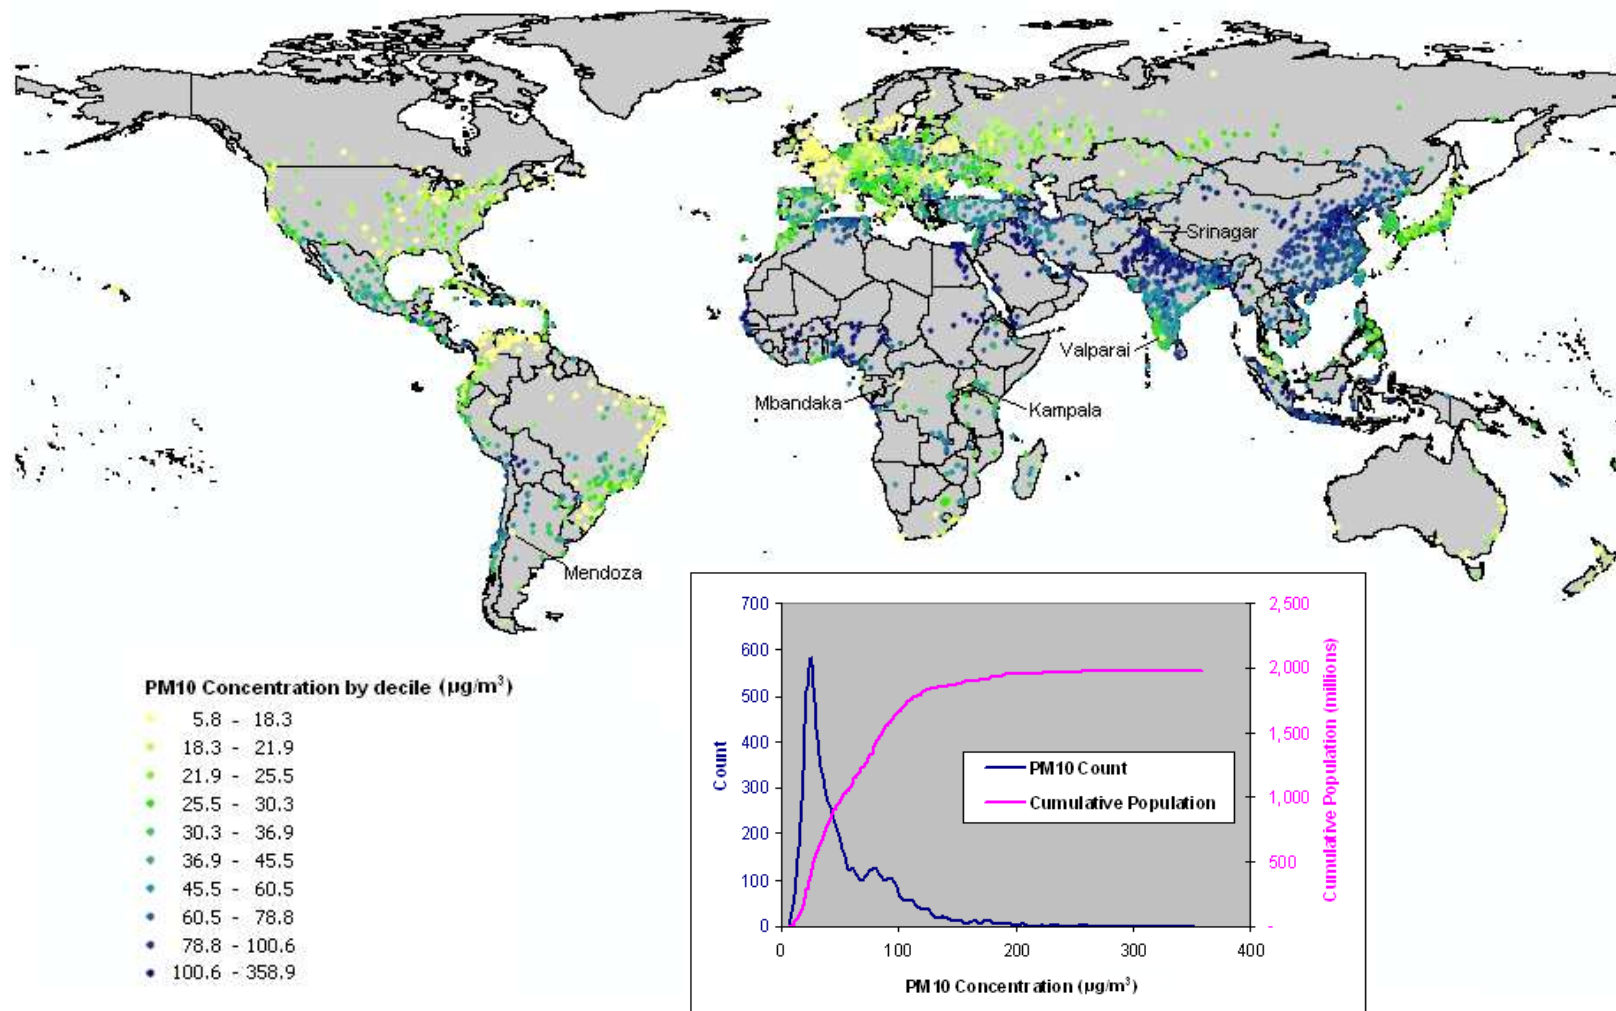 Srinagar
Valparai
Mbandaka
Kampala
Mendoza
PM10 Concentration by decile (µg/m³)
5.8 - 18.3
18.3 - 21.9
21.9 - 25.5
25.5 - 30.3
30.3 - 36.9
36.9 - 45.5
45.5 - 60.5
60.5 - 78.8
78.8 - 100.6
100.6 - 358.9
700
600
500
400
300
200
100
0
Count
2,500
2,000
1,500
1,000
500
-
Cumulative Population (millions)
PM10 Count
Cumulative Population
0 100 200 300 400
PM10 Concentration (µg/m³)